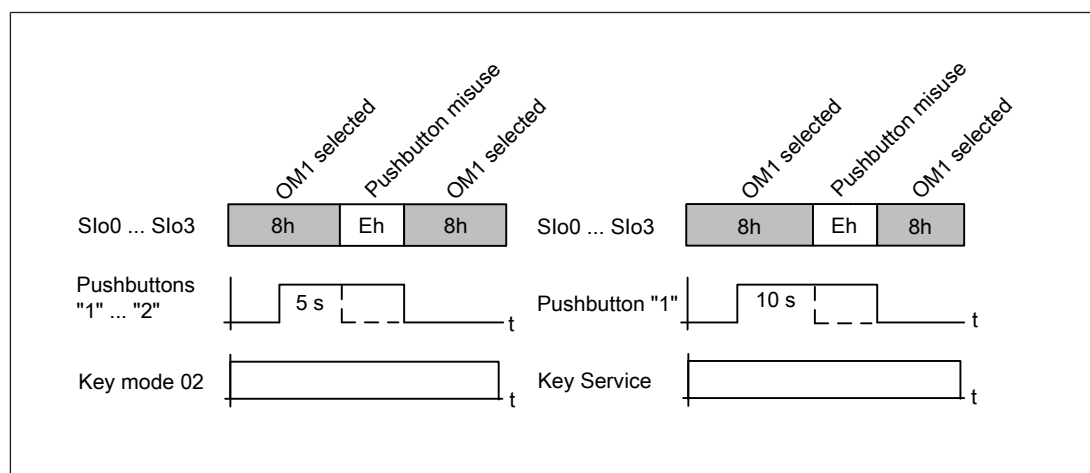 OM1 selected
Pushbutton misuse
OM1 selected
SIo0 ... SIo3
8h
Eh
8h
Pushbuttons
"1" ... "2"
5 s
t
Key mode 02
t
OM1 selected
Pushbutton misuse
OM1 selected
SIo0 ... SIo3
8h
Eh
8h
Pushbutton "1"
10 s
t
Key Service
t